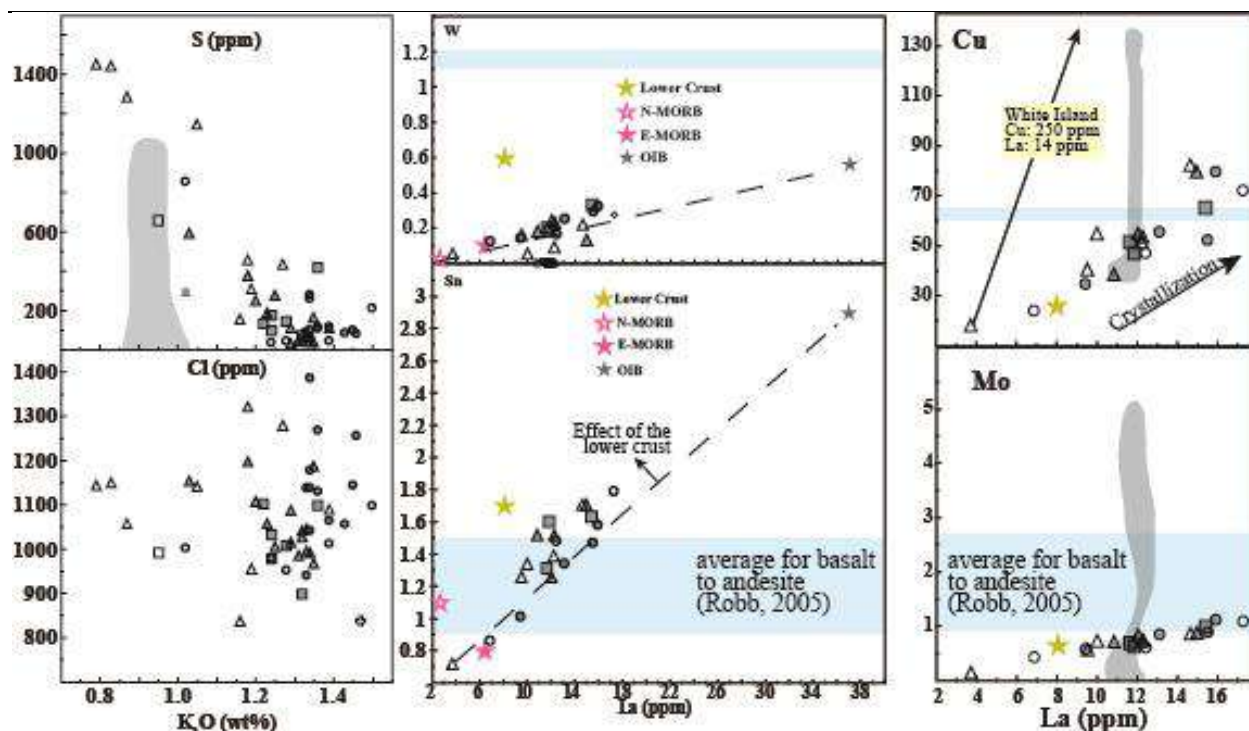 S (ppm)
1400
1000
600
200
Cl (ppm)
1400
1300
1200
1100
1000
900
800
0.8
1.0
1.2
1.4
K₂O (wt%)
W
1.2
1
0.8
0.6
0.4
0.2
Lower Crust
N-MORB
E-MORB
OIB
Sn
3
2.8
2.6
2.4
2.2
2
1.8
1.6
1.4
1.2
1
0.8
Lower Crust
N-MORB
E-MORB
OIB
Effect of the
lower crust
average for basalt
to andesite
(Robb, 2005)
2
6
10
14
18
22
26
30
34
38
La (ppm)
Cu
130
110
90
70
50
30
White Island
Cu: 250 ppm
La: 14 ppm
Crystallization
Mo
5
4
3
2
1
average for basalt
to andesite
(Robb, 2005)
2
4
6
8
10
12
14
16
La (ppm)